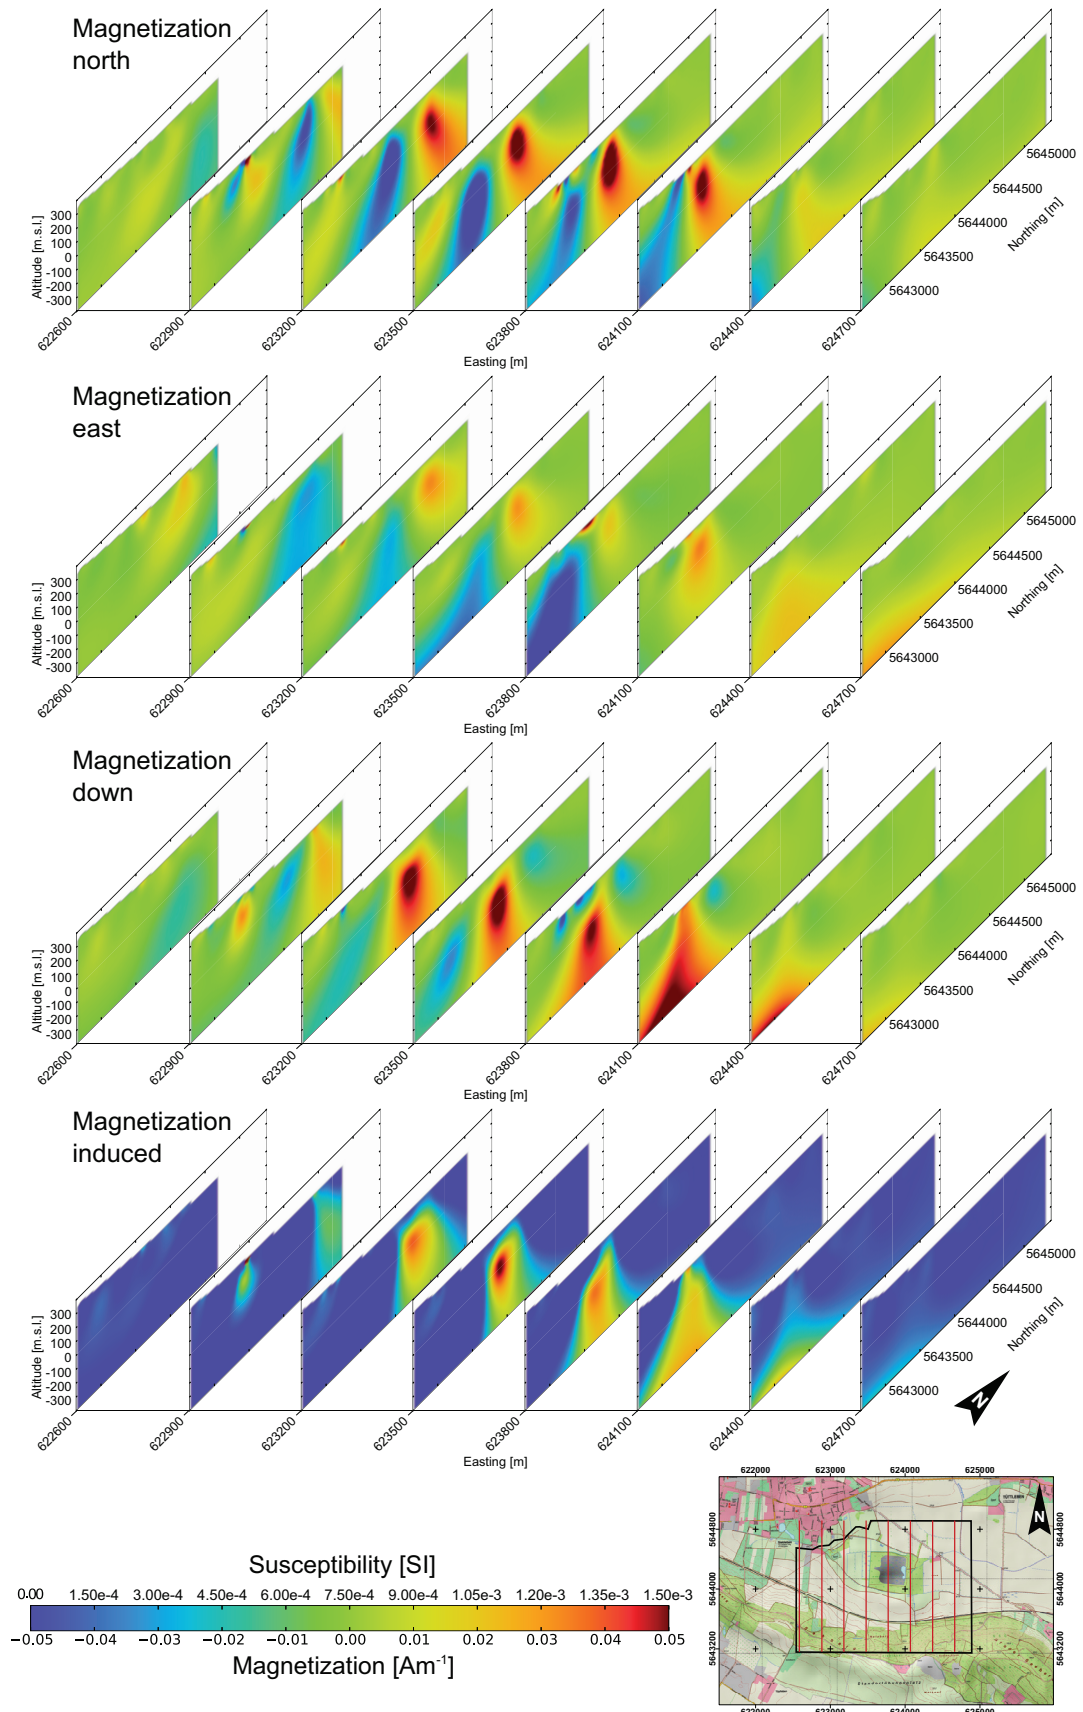 Magnetization
north
300
200
100
0
-100
-200
-300
Altitude [m.s.l.]
622600
622900
623200
623500
623800
624100
624400
624700
Easting [m]
5643000
5643500
5644000
5644500
5645000
Northing [m]
Magnetization
east
300
200
100
0
-100
-200
-300
Altitude [m.s.l.]
622600
622900
623200
623500
623800
624100
624400
624700
Easting [m]
5643000
5643500
5644000
5644500
5645000
Northing [m]
Magnetization
down
300
200
100
0
-100
-200
-300
Altitude [m.s.l.]
622600
622900
623200
623500
623800
624100
624400
624700
Easting [m]
5643000
5643500
5644000
5644500
5645000
Northing [m]
Magnetization
induced
300
200
100
0
-100
-200
-300
Altitude [m.s.l.]
622600
622900
623200
623500
623800
624100
624400
624700
Easting [m]
5643000
5643500
5644000
5644500
5645000
Northing [m]
N
Susceptibility [SI]
0.00 1.50e-4 3.00e-4 4.50e-4 6.00e-4 7.50e-4 9.00e-4 1.05e-3 1.20e-3 1.35e-3 1.50e-3
−0.05 −0.04 −0.03 −0.02 −0.01 0.00 0.01 0.02 0.03 0.04 0.05
Magnetization [Am⁻¹]
622000 623000 624000 625000
N
5644800 5644800
5644000 5644000
5643200 5643200
622000 623000 624000 625000